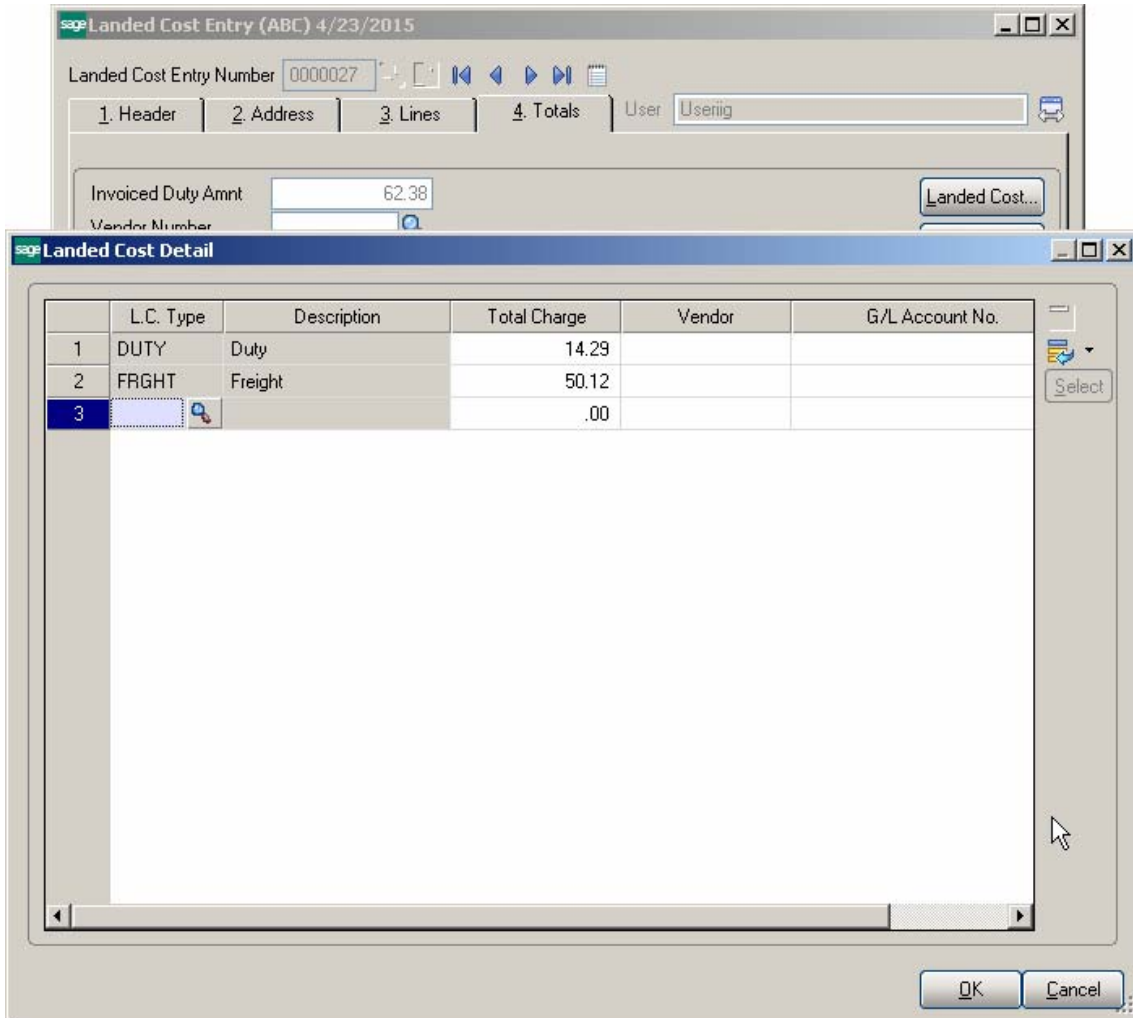 sage Landed Cost Entry (ABC) 4/23/2015
Landed Cost Entry Number 0000027
1. Header 2. Address 3. Lines 4. Totals User Useriig
Invoiced Duty Amnt 62.38 Landed Cost...
Vendor Number
sage Landed Cost Detail
L.C. Type Description Total Charge Vendor G/L Account No.
1 DUTY Duty 14.29
2 FRGHT Freight 50.12
Select
3 .00
OK Cancel